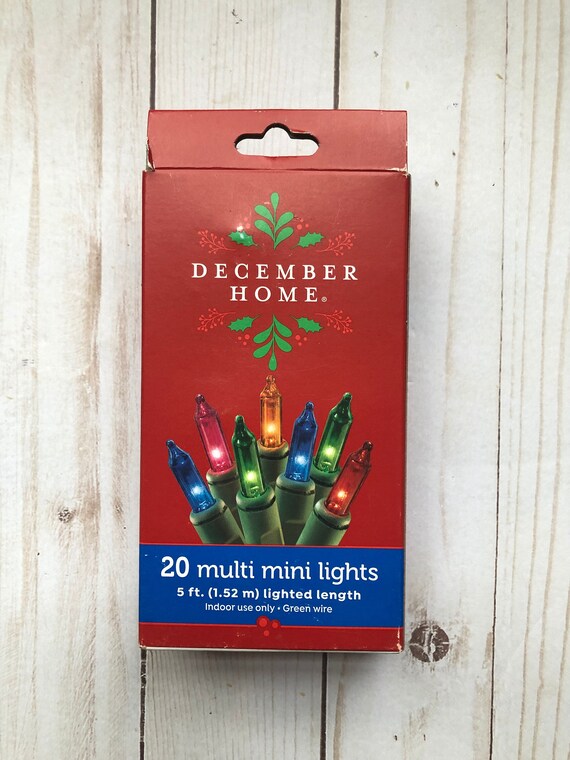 DECEMBER
HOME®
20 multi mini lights
5 ft. (1.52 m) lighted length
Indoor use only • Green wire